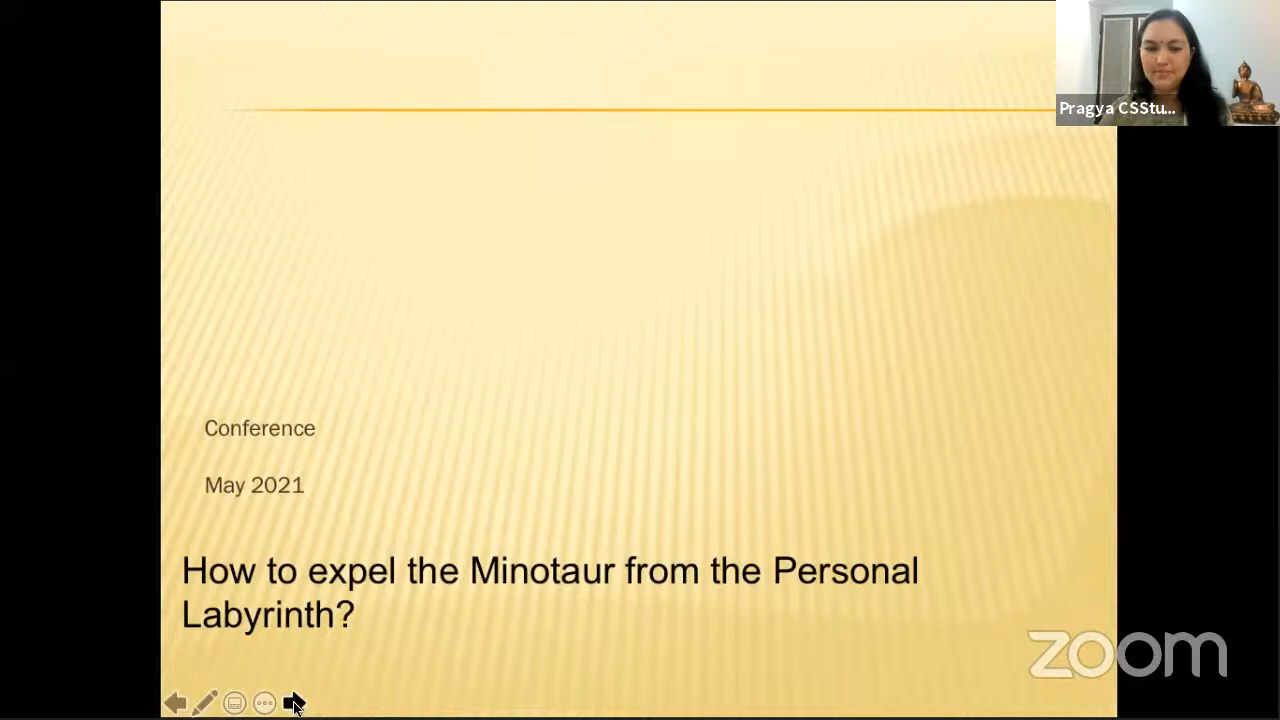 Pragya CSStu...
Conference
May 2021
How to expel the Minotaur from the Personal
Labyrinth?
zoom